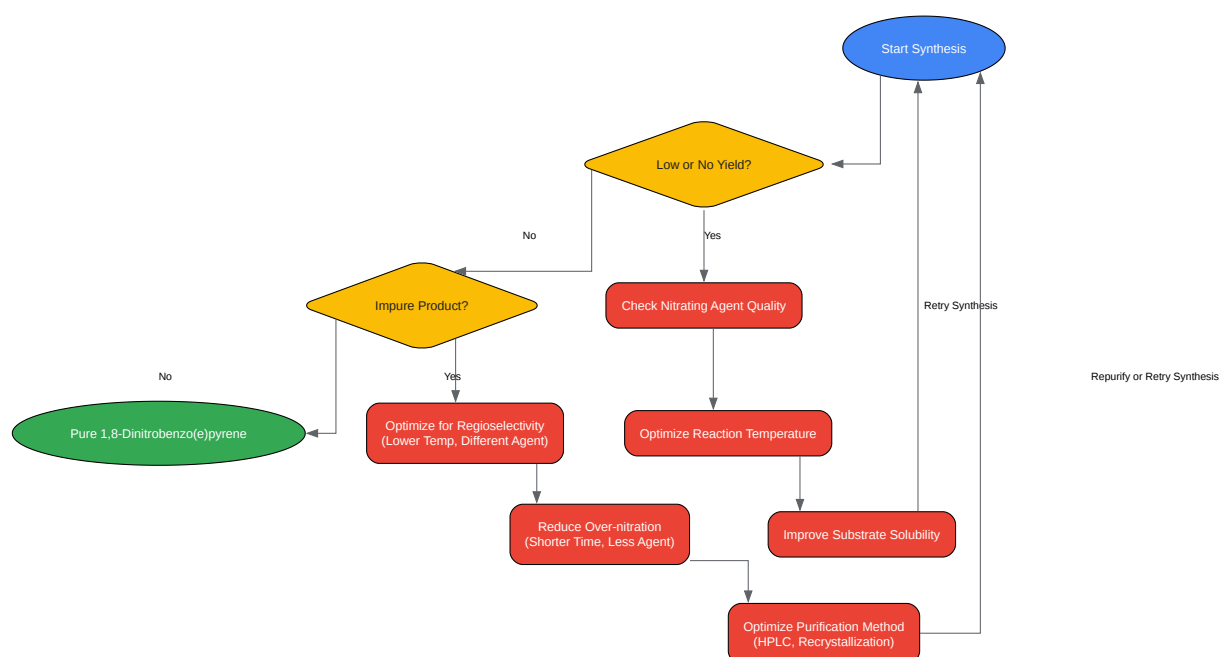 Start Synthesis
Low or No Yield?
No
Yes
Impure Product?
Check Nitrating Agent Quality
Retry Synthesis
No
Yes
Repurify or Retry Synthesis
Pure 1,8-Dinitrobenzo(e)pyrene
Optimize for Regioselectivity
(Lower Temp, Different Agent)
Optimize Reaction Temperature
Reduce Over-nitration
(Shorter Time, Less Agent)
Improve Substrate Solubility
Optimize Purification Method
(HPLC, Recrystallization)